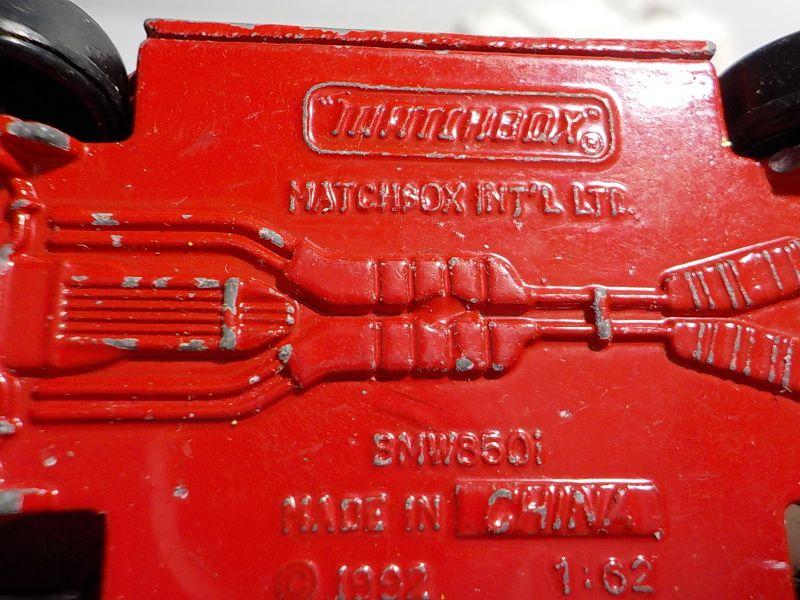 "MATCHBOX" ©
MATCHBOX INT'L LTD.
BMW850i
MADE IN CHINA
© 1992 1:62